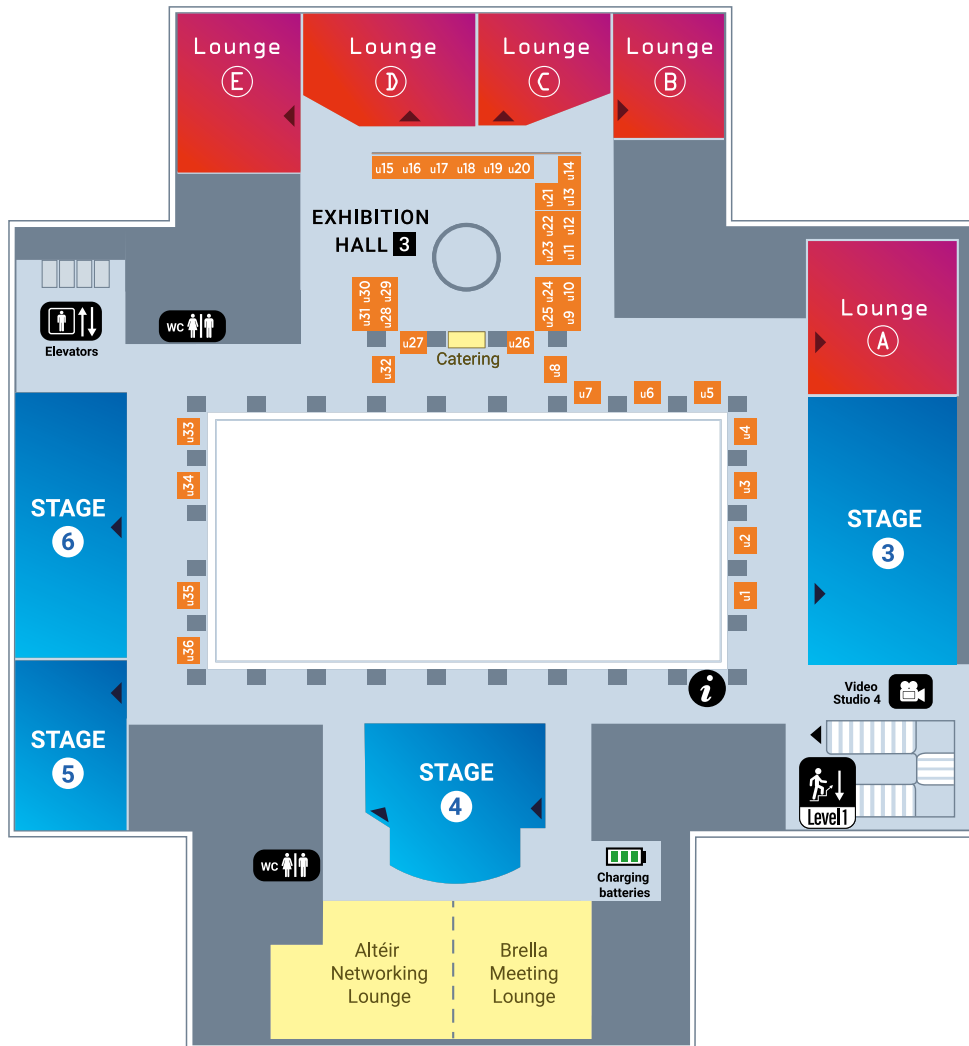 Lounge
E
Lounge
D
Lounge
C
Lounge
B
u15 u16 u17 u18 u19 u20
u14
u13
u21
u22
u12
u23
u11
EXHIBITION
HALL 3
u30
u29
u31
u28
u24
u10
u25
u9
u27
u26
Catering
u32
u8
u7
u6
u5
Elevators
WC
Lounge
A
u33
u34
u35
u36
u4
u3
u2
u1
STAGE
6
STAGE
3
STAGE
5
STAGE
4
i
Video
Studio 4
Level 1
WC
Charging
batteries
Altéir
Networking
Lounge
Brella
Meeting
Lounge